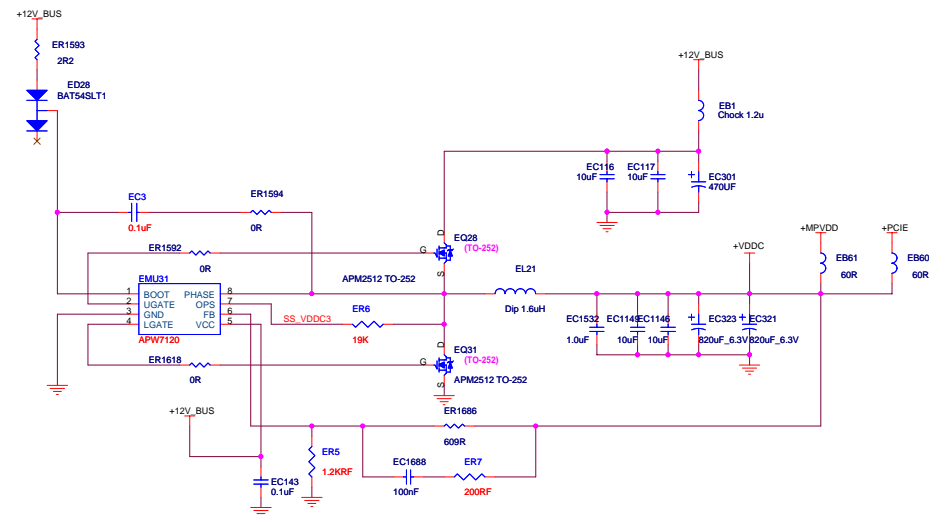 +12V_BUS
ER1593
2R2
ED28
BAT54SLT1
+12V_BUS
EB1
Chock 1.2u
EC116
10uF
EC117
10uF
EC301
470UF
EC3
0.1uF
ER1594
0R
ER1592
0R
D
G
S
EQ28
(TO-252)
APM2512 TO-252
+VDDC
+MPVDD
+PCIE
EB61
60R
EB60
60R
EMU31
1
2
3
4
BOOT
UGATE
GND
LGATE
PHASE
OPS
FB
VCC
8
7
6
5
APW7120
SS_VDDC3
ER6
19K
EL21
Dip 1.6uH
EC1532
1.0uF
EC1149
10uF
EC1146
10uF
EC323
820uF_6.3V
EC321
820uF_6.3V
ER1618
0R
D
G
S
EQ31
(TO-252)
APM2512 TO-252
+12V_BUS
EC143
0.1uF
ER5
1.2KRF
ER1686
609R
EC1688
100nF
ER7
200RF